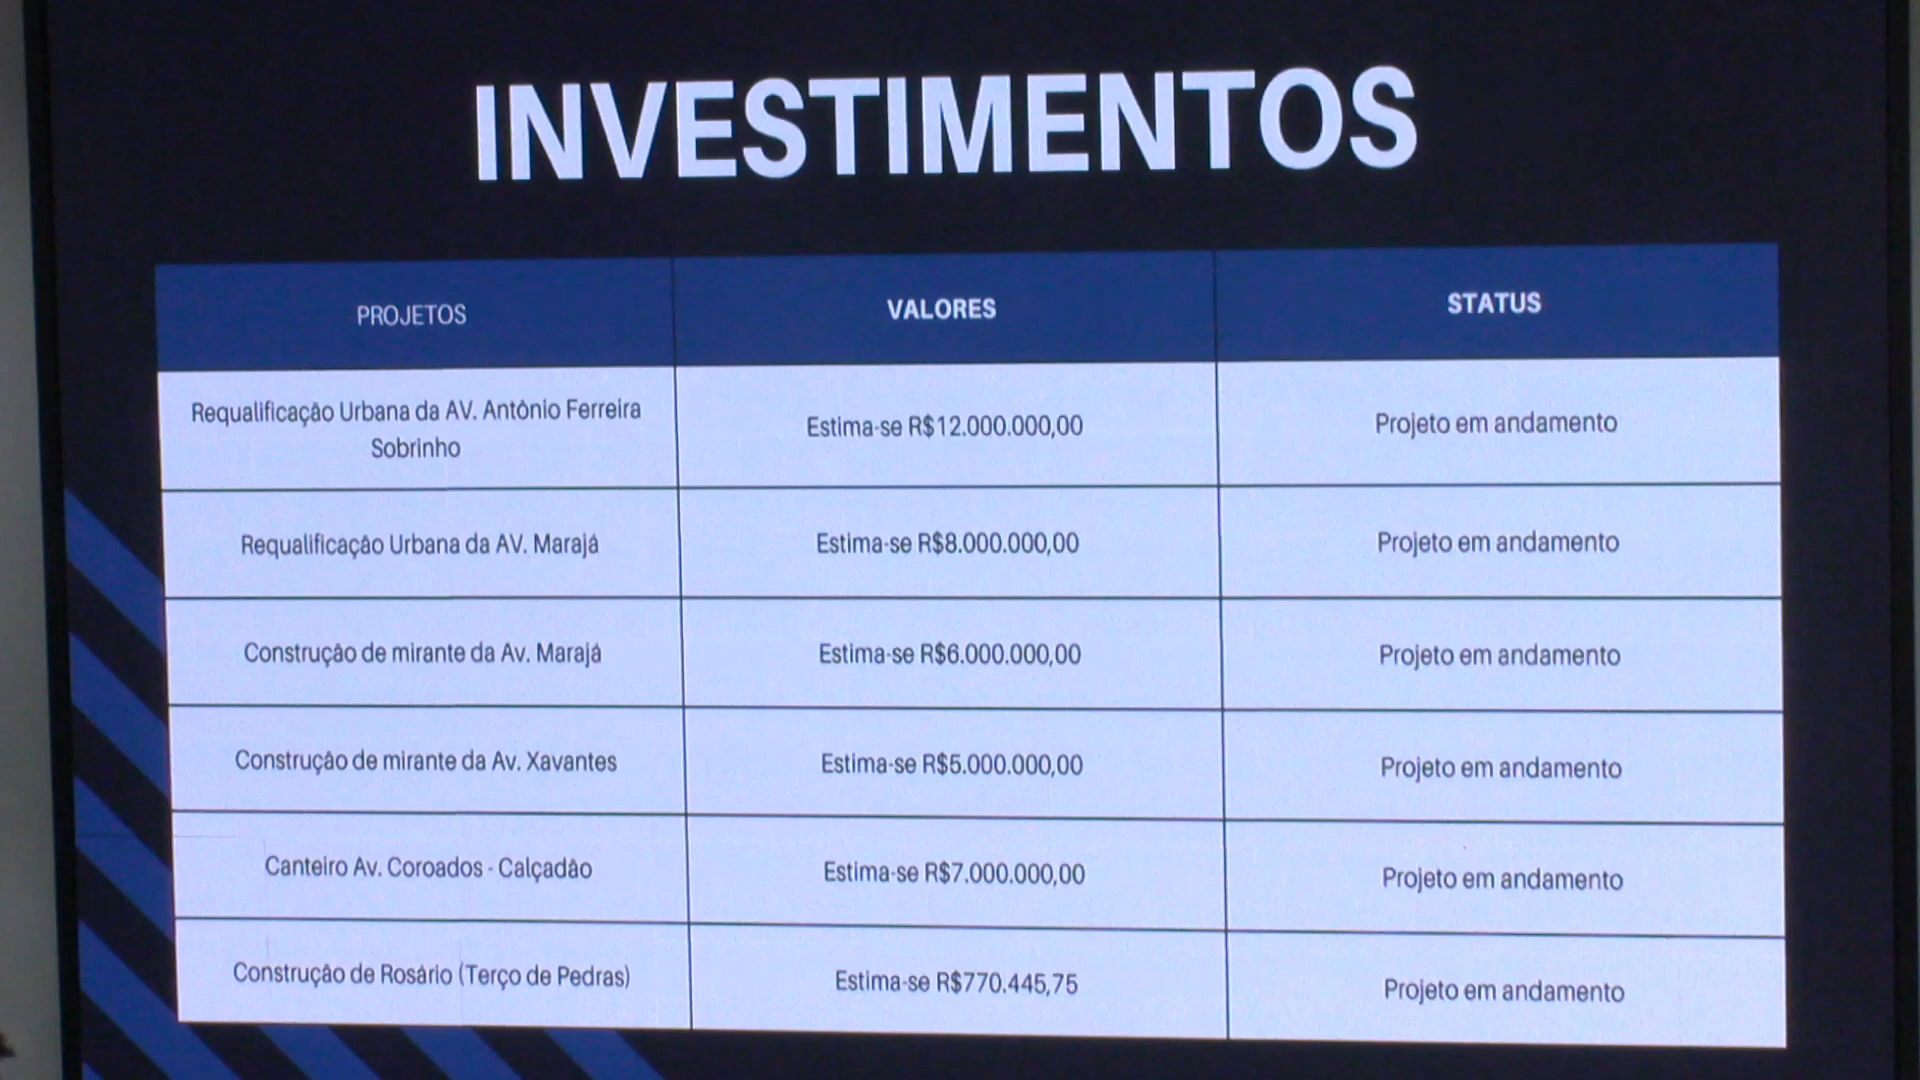 INVESTIMENTOS
PROJETOS VALORES STATUS
Requalificação Urbana da AV. Antônio Ferreira
Sobrinho
Estima-se R$12.000.000,00 Projeto em andamento
Requalificação Urbana da AV. Marajá Estima-se R$8.000.000,00 Projeto em andamento
Construção de mirante da Av. Marajá Estima-se R$6.000.000,00 Projeto em andamento
Construção de mirante da Av. Xavantes Estima-se R$5.000.000,00 Projeto em andamento
Canteiro Av. Coroados - Calçadão Estima-se R$7.000.000,00 Projeto em andamento
Construção de Rosário (Terço de Pedras) Estima-se R$770.445,75 Projeto em andamento